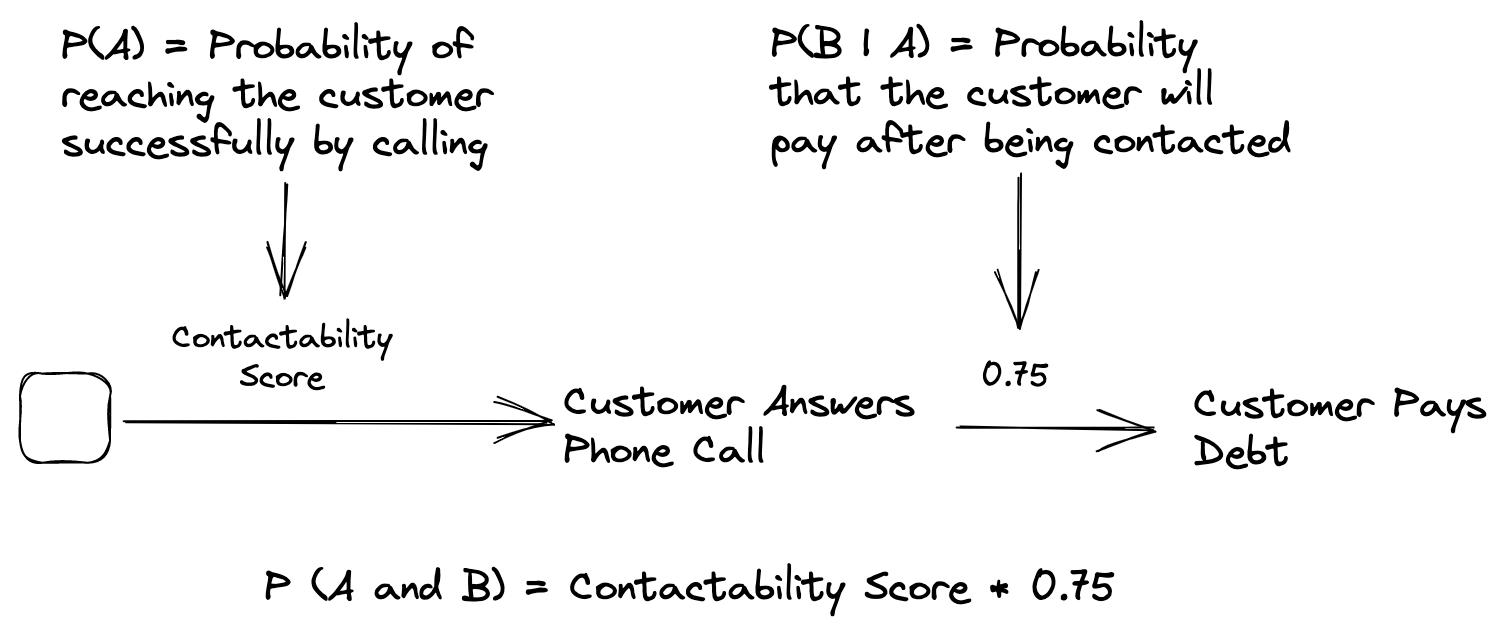 P(A) = Probability of
reaching the customer
successfully by calling
P(B | A) = Probability
that the customer will
pay after being contacted
Contactability
Score
0.75
Customer Answers
Phone Call
Customer Pays
Debt
P (A and B) = Contactability Score * 0.75